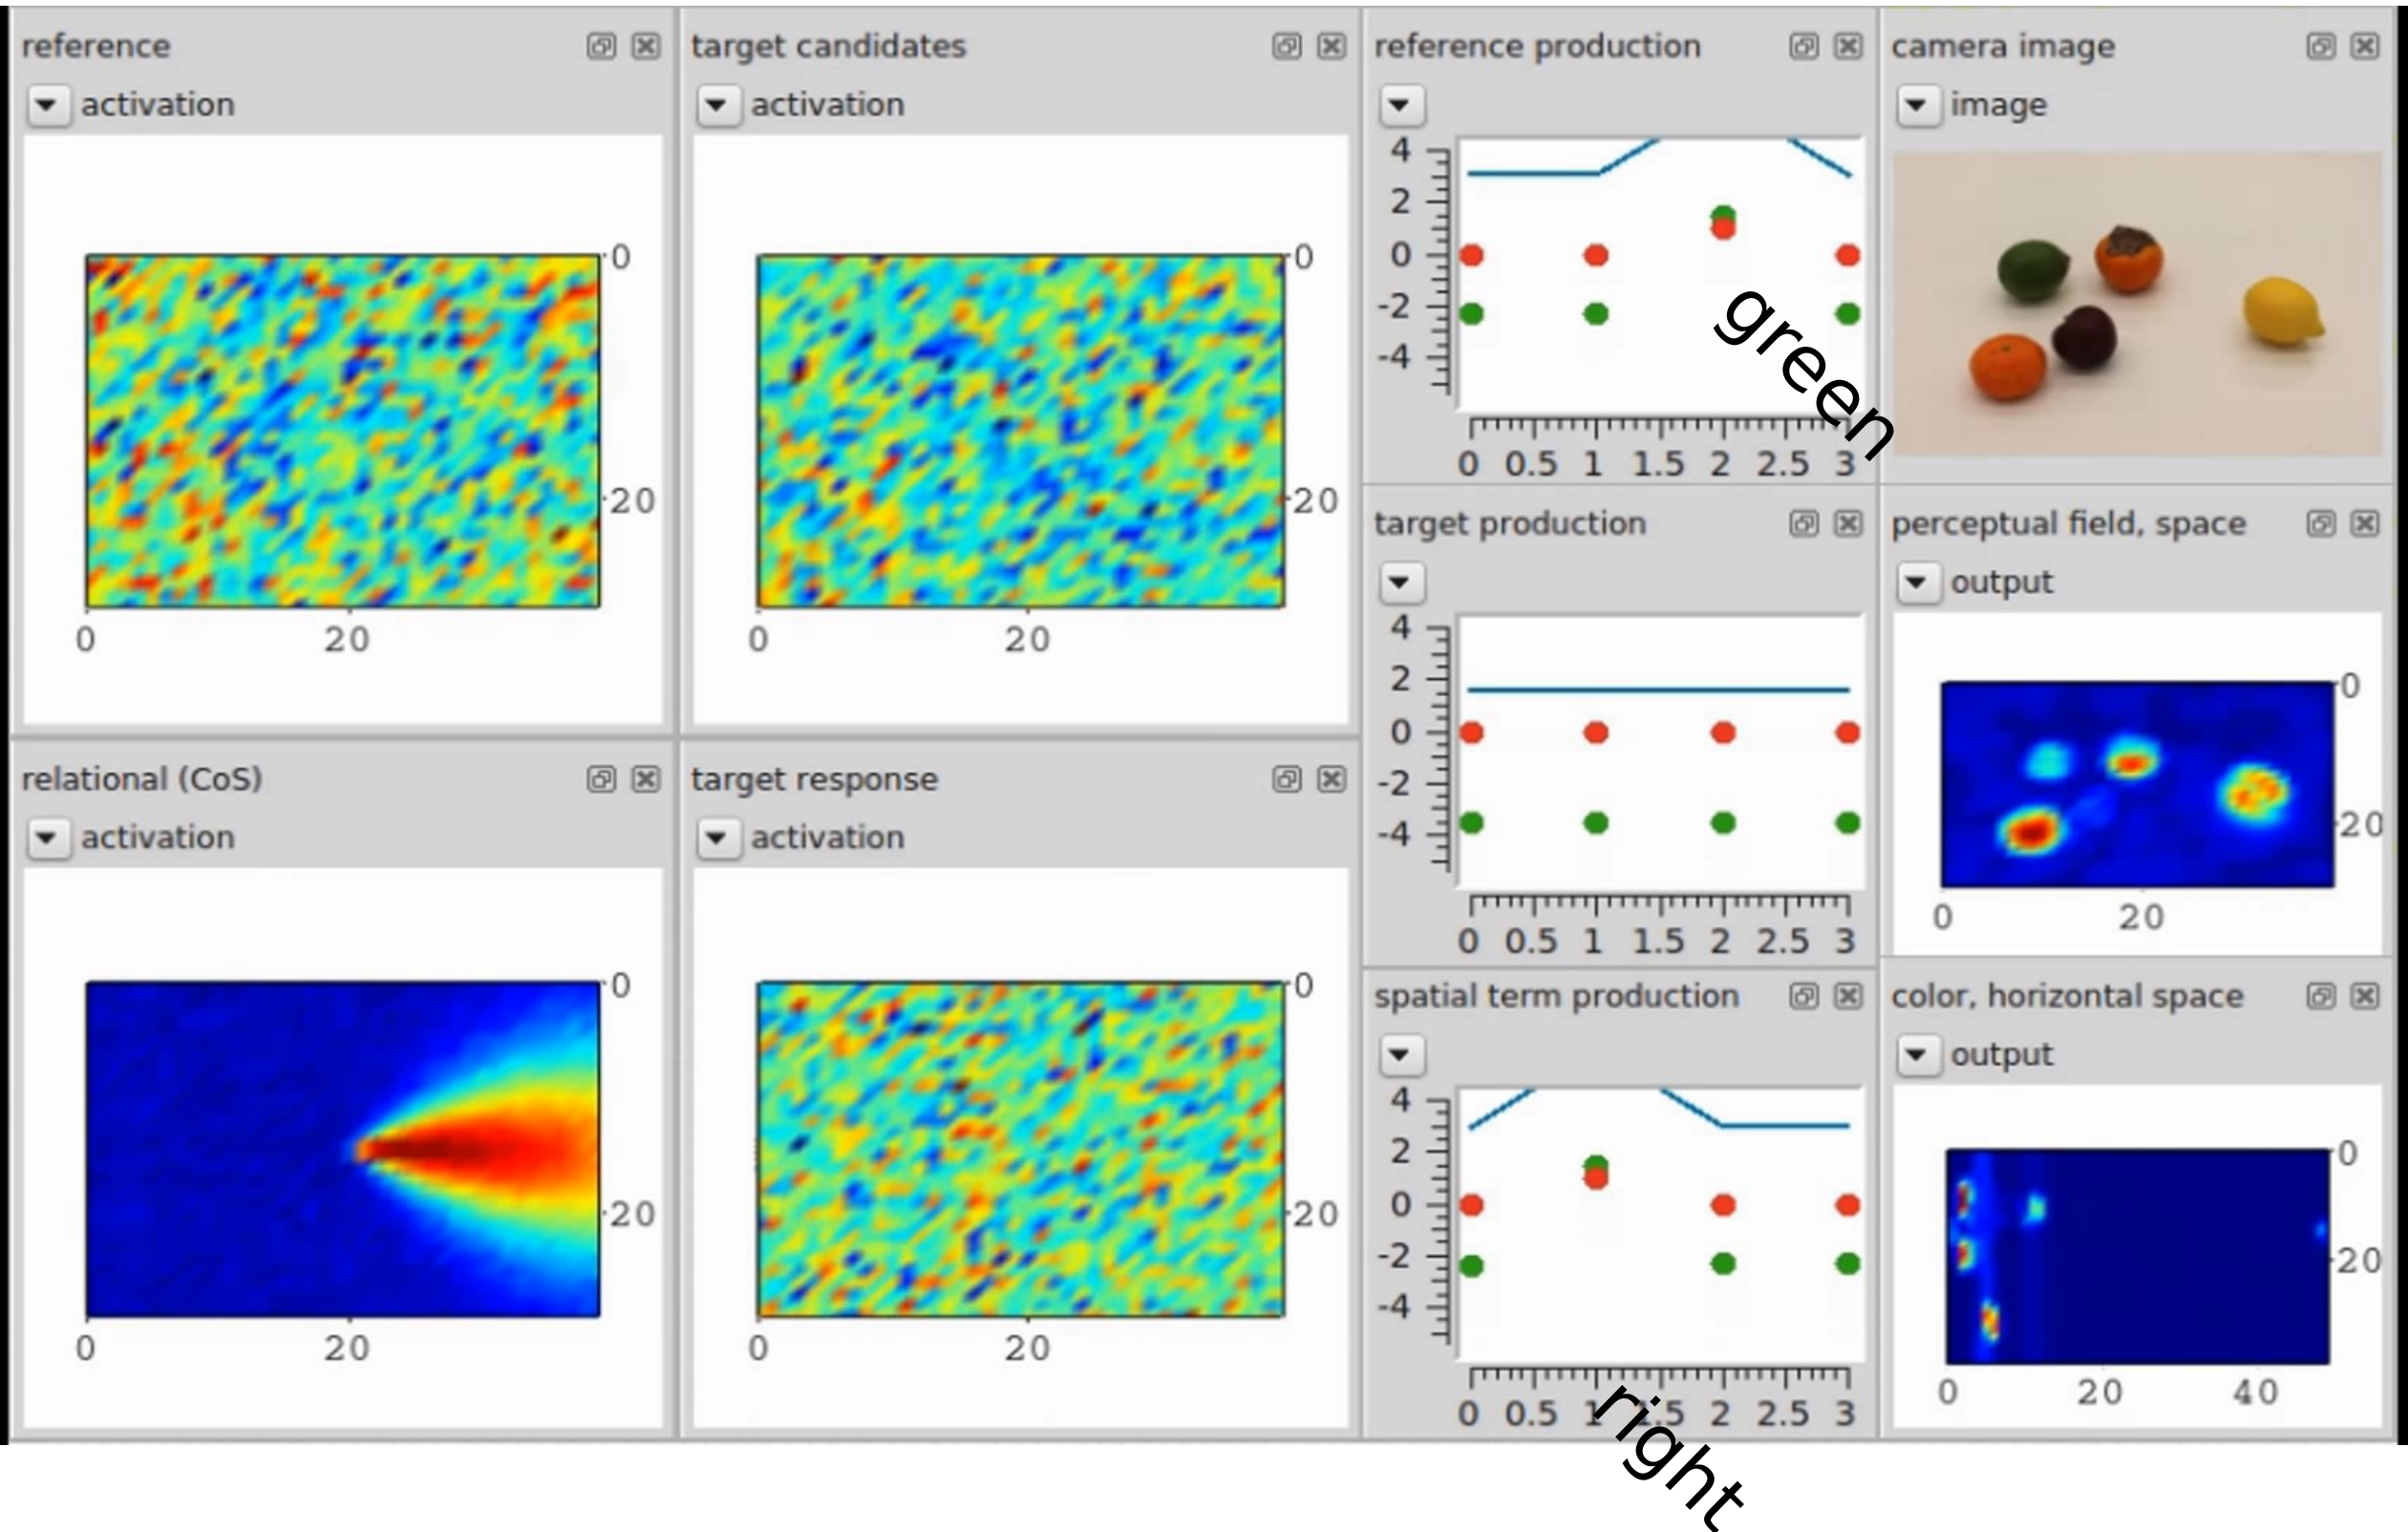 reference
activation
0
20
0
20
target candidates
activation
0
20
0
20
relational (CoS)
activation
0
20
0
20
target response
activation
0
20
0
20
reference production
4
2
0
-2
-4
0 0.5 1 1.5 2 2.5 3
green
target production
4
2
0
-2
-4
0 0.5 1 1.5 2 2.5 3
spatial term production
4
2
0
-2
-4
0 0.5 1 1.5 2 2.5 3
right
camera image
image
perceptual field, space
output
0
20
0
20
color, horizontal space
output
0
20
0 20 40